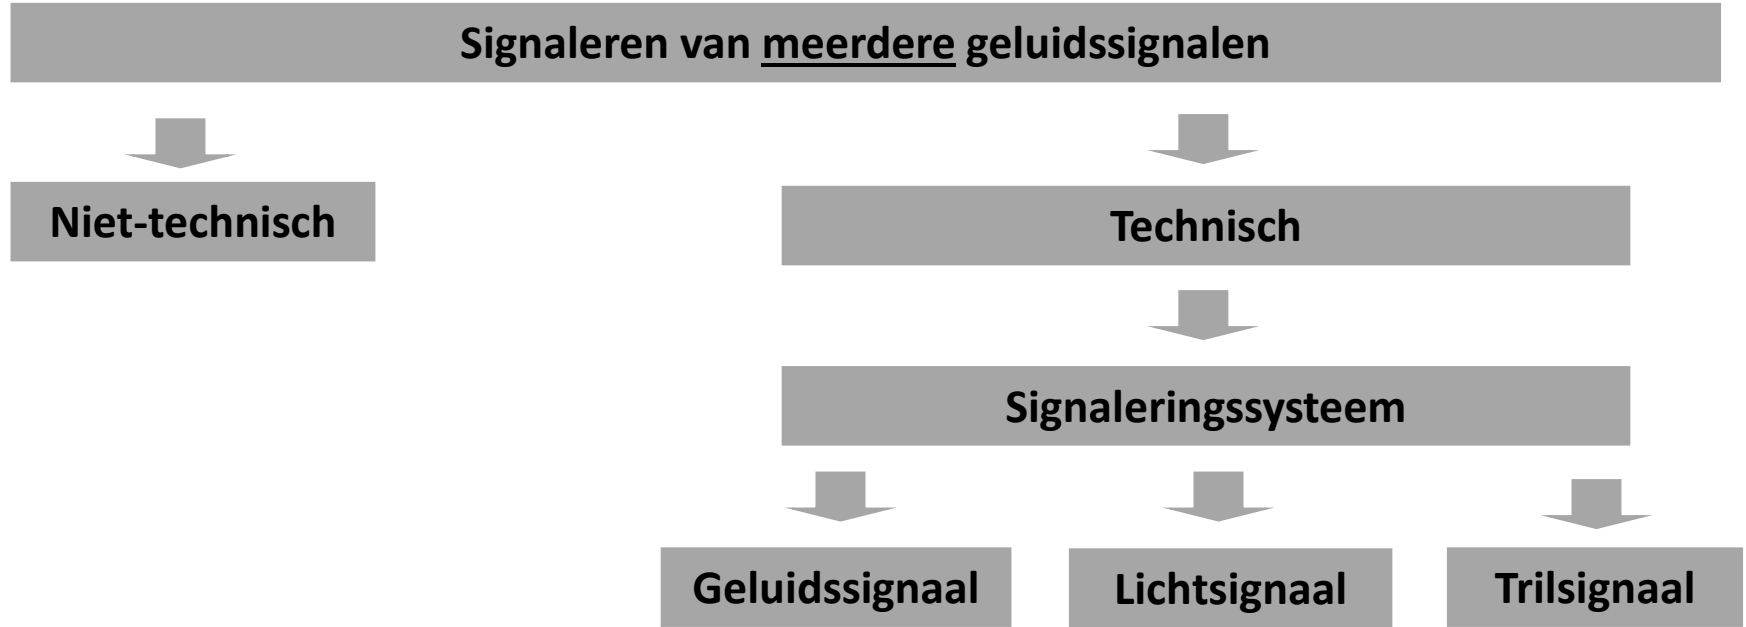 Signaleren van meerdere geluidssignalen
Niet-technisch
Technisch
Signaleringssysteem
Geluidssignaal
Lichtsignaal
Trilsignaal